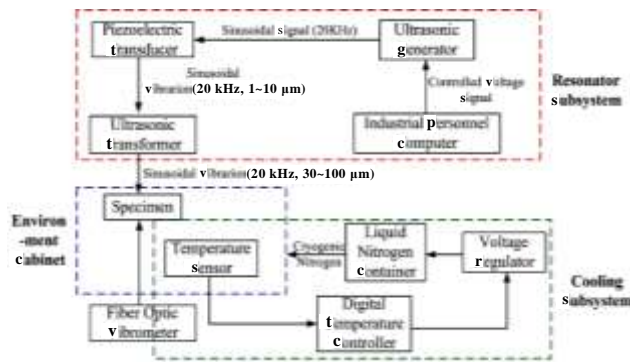 Piezoelectric
transducer
Sinusoidal signal (20KHz)
Ultrasonic
generator
Sinusoidal
vibration(20 kHz, 1~10 μm)
Controlled voltage
signal
Resonator
subsystem
Ultrasonic
transformer
Industrial personnel
computer
Sinusoidal vibration(20 kHz, 30~100 μm)
Specimen
Environ
-ment
cabinet
Temperature
sensor
Cryogenic
Nitrogen
Liquid
Nitrogen
container
Voltage
regulator
Cooling
subsystem
Fiber Optic
vibrometer
Digital
temperature
controller